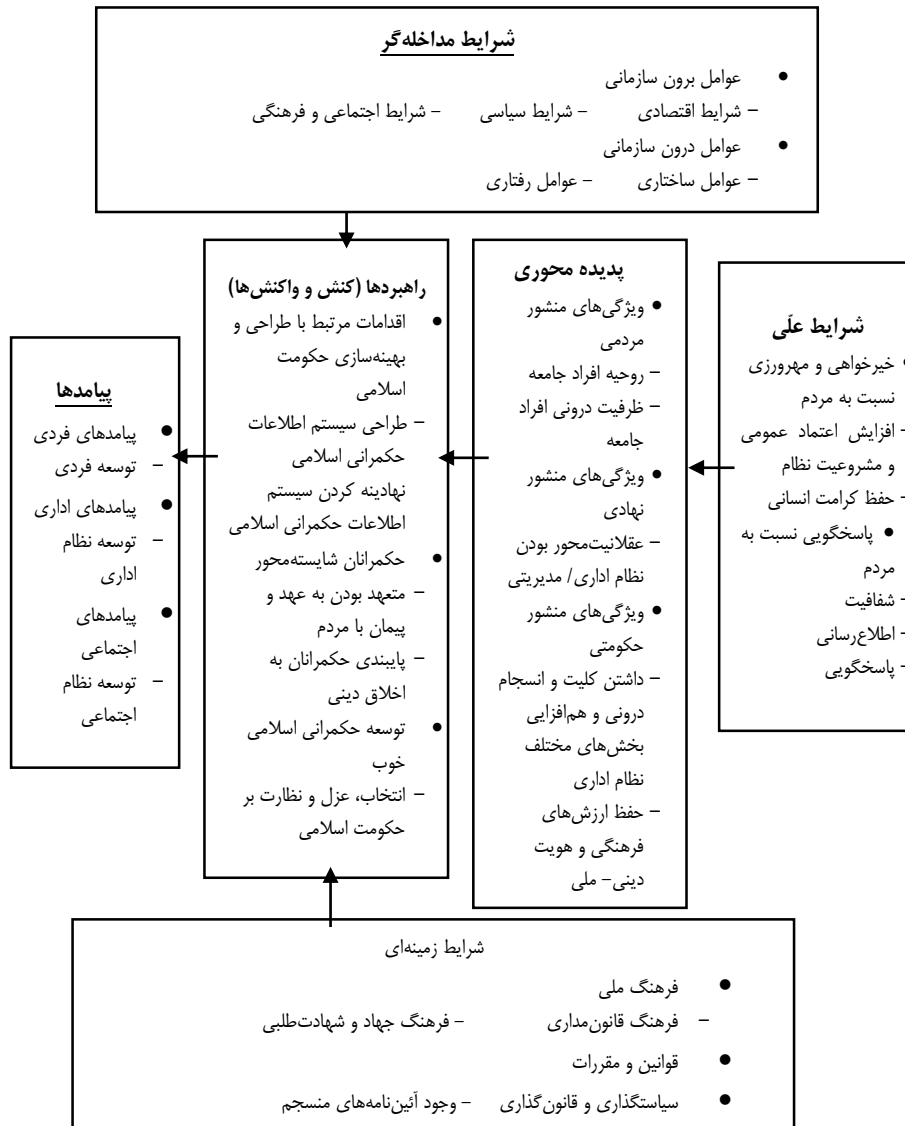 شرایط مداخله‌گر
● عوامل برون سازمانی
– شرایط اقتصادی – شرایط سیاسی – شرایط اجتماعی و فرهنگی
● عوامل درون سازمانی
– عوامل ساختاری – عوامل رفتاری
شرایط علّی
● خیرخواهی و مهرورزی
نسبت به مردم
– افزایش اعتماد عمومی
و مشروعیت نظام
– حفظ کرامت انسانی
● پاسخگویی نسبت به
مردم
– شفافیت
– اطلاع‌رسانی
– پاسخگویی
پدیده محوری
● ویژگی‌های منشور
مردمی
– روحیه افراد جامعه
– ظرفیت درونی افراد
جامعه
● ویژگی‌های منشور
نهادی
– عقلانیت‌محور بودن
نظام اداری/ مدیریتی
● ویژگی‌های منشور
حکومتی
– داشتن کلیت و انسجام
درونی و هم‌افزایی
بخش‌های مختلف
نظام اداری
– حفظ ارزش‌های
فرهنگی و هویت
دینی– ملی
راهبردها (کنش و واکنش‌ها)
● اقدامات مرتبط با طراحی و
بهینه‌سازی حکومت
اسلامی
– طراحی سیستم اطلاعات
حکمرانی اسلامی
نهادینه کردن سیستم
اطلاعات حکمرانی اسلامی
● حکمرانان شایسته‌محور
– متعهد بودن به عهد و
پیمان با مردم
– پایبندی حکمرانان به
اخلاق دینی
● توسعه حکمرانی اسلامی
خوب
– انتخاب، عزل و نظارت بر
حکومت اسلامی
پیامدها
● پیامدهای فردی
– توسعه فردی
● پیامدهای اداری
– توسعه نظام
اداری
● پیامدهای
اجتماعی
– توسعه نظام
اجتماعی
شرایط زمینه‌ای
● فرهنگ ملی
– فرهنگ قانون‌مداری – فرهنگ جهاد و شهادت‌طلبی
● قوانین و مقررات
● سیاستگذاری و قانون‌گذاری – وجود آئین‌نامه‌های منسجم